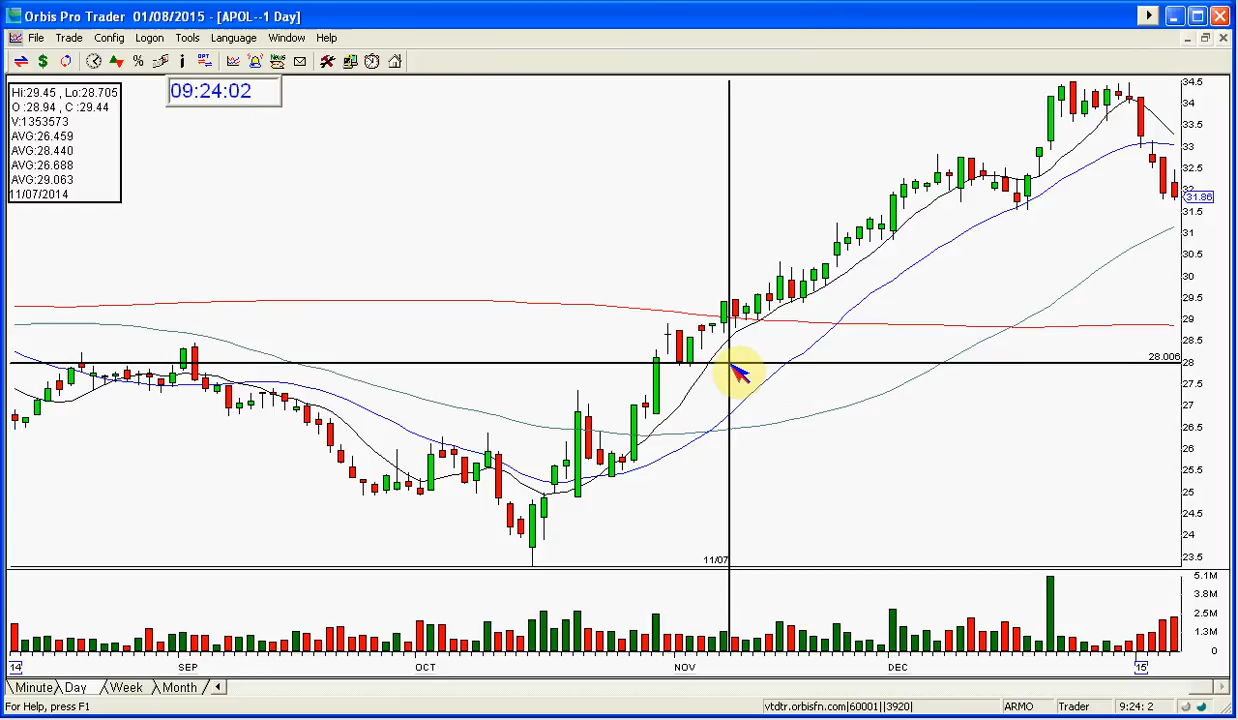 Orbis Pro Trader 01/08/2015 - [APOL--1 Day]
File Trade Config Logon Tools Language Window Help
09:24:02
Hi:29.45 , Lo:28.705
O :28.94 , C :29.44
V:1353573
AVG:26.459
AVG:28.440
AVG:26.688
AVG:29.063
11/07/2014
34.5
34
33.5
33
32.5
32
31.86
31.5
31
30.5
30
29.5
29
28.5
28.006
28
27.5
27
26.5
26
25.5
25
24.5
24
23.5
11/07
5.1M
3.8M
2.5M
1.3M
0
14 SEP OCT NOV DEC 15
Minute Day Week Month
For Help, press F1 vtdtr.orbisfn.com|60001||3920| ARMO Trader 9:24: 2